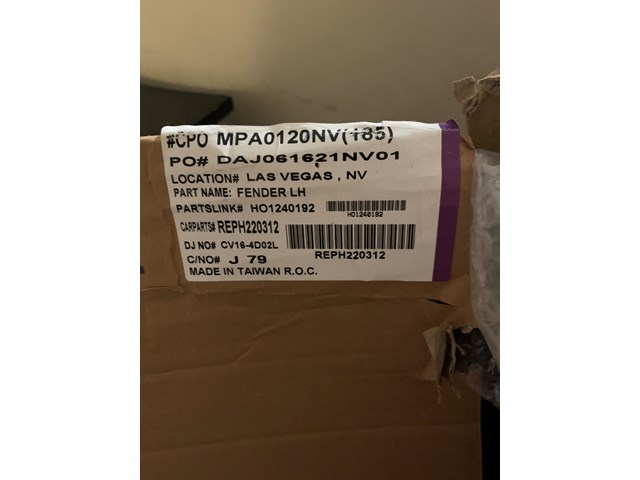 #CPO MPA0120NV(185)
PO# DAJ061621NV01
LOCATION# LAS VEGAS , NV
PART NAME: FENDER LH
PARTSLINK# HO1240192
HO1240192
CARPARTS# REPH220312
DJ NO# CV16-4D02L
REPH220312
C/NO# J 79
MADE IN TAIWAN R.O.C.